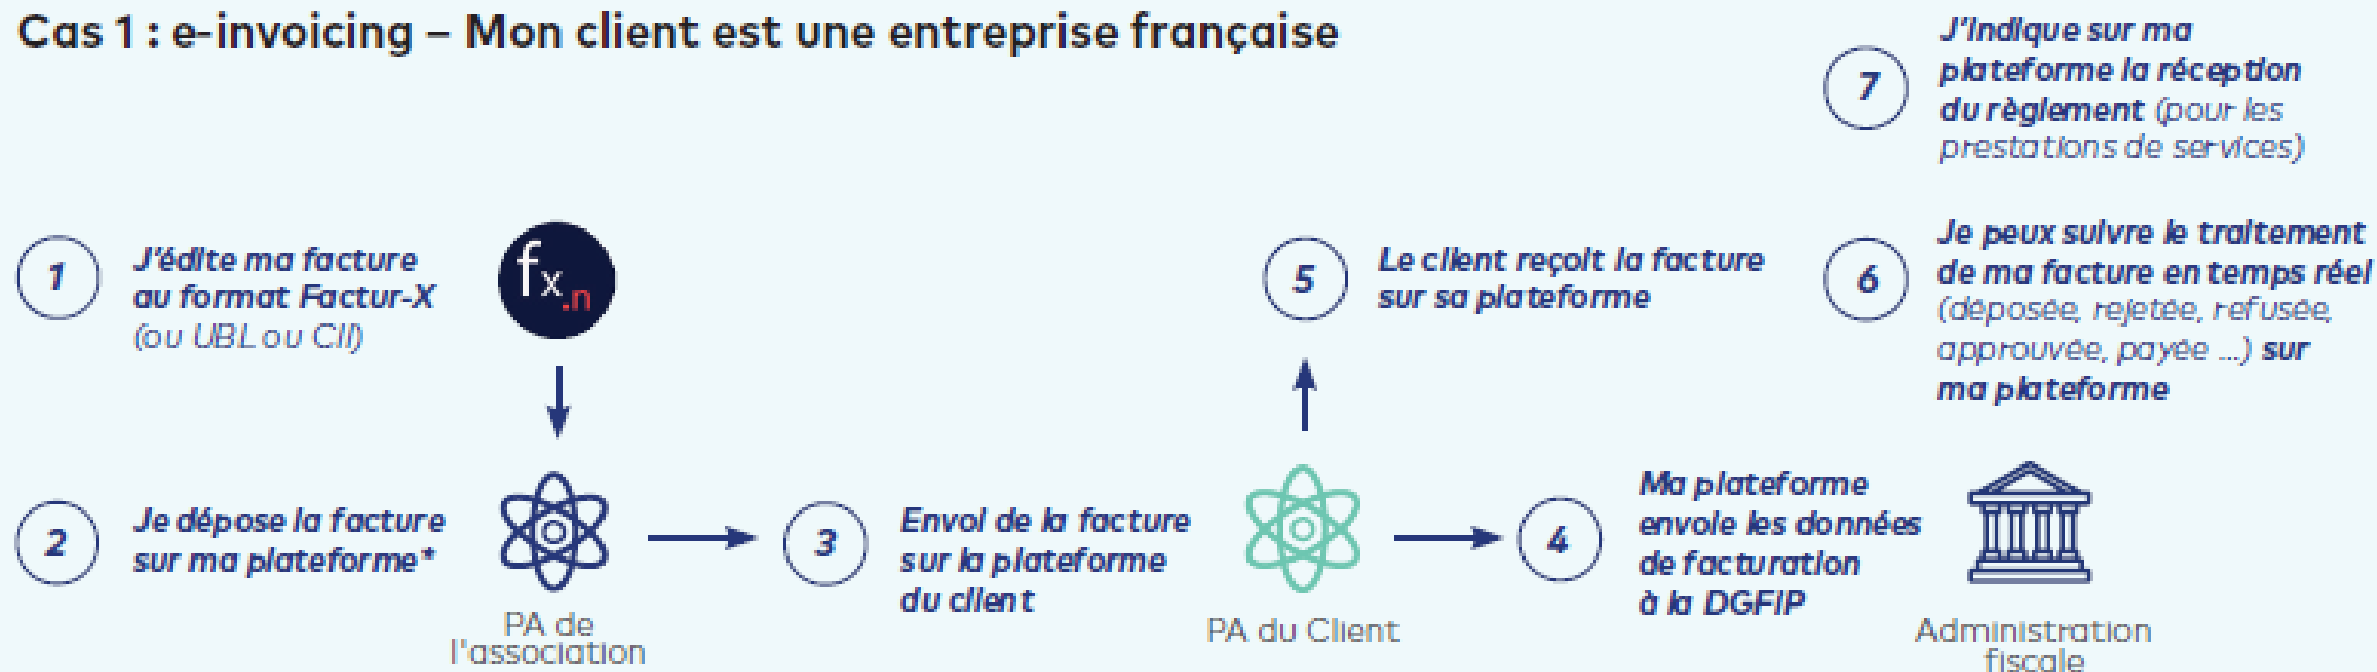 Cas 1 : e-invoicing – Mon client est une entreprise française
1
J'édite ma facture
au format Factur-X
(ou UBL ou CII)
fx.n
2
Je dépose la facture
sur ma plateforme*
PA de
l'association
3
Envoi de la facture
sur la plateforme
du client
PA du Client
4
Ma plateforme
envoie les données
de facturation
à la DGFIP
Administration
fiscale
5
Le client reçoit la facture
sur sa plateforme
6
Je peux suivre le traitement
de ma facture en temps réel
(déposée, rejetée, refusée,
approuvée, payée ...) sur
ma plateforme
7
J'indique sur ma
plateforme la réception
du règlement (pour les
prestations de services)